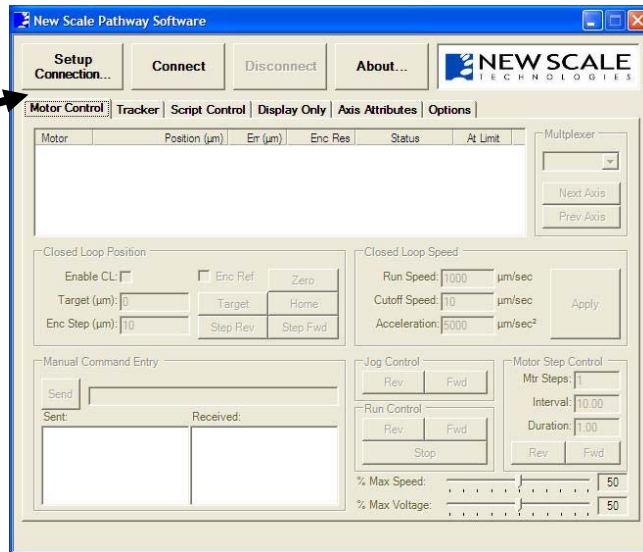 New Scale Pathway Software
Setup Connection... Connect Disconnect About... NEW SCALE
TECHNOLOGIES
Motor Control Tracker Script Control Display Only Axis Attributes Options
Motor Position (µm) Err (µm) Enc Res Status At Limit
Multiplexer
Next Axis
Prev Axis
Closed Loop Position
Enable CL: Enc Ref Zero
Target (µm): 0 Target Home
Enc Step (µm): 10 Step Rev Step Fwd
Closed Loop Speed
Run Speed: 1000 µm/sec
Cutoff Speed: 10 µm/sec
Acceleration: 5000 µm/sec²
Apply
Manual Command Entry
Send
Sent: Received:
Jog Control
Rev Fwd
Run Control
Rev Fwd
Stop
Motor Step Control
Mtr Steps: 1
Interval: 10.00
Duration: 1.00
Rev Fwd
% Max Speed: 50
% Max Voltage: 50